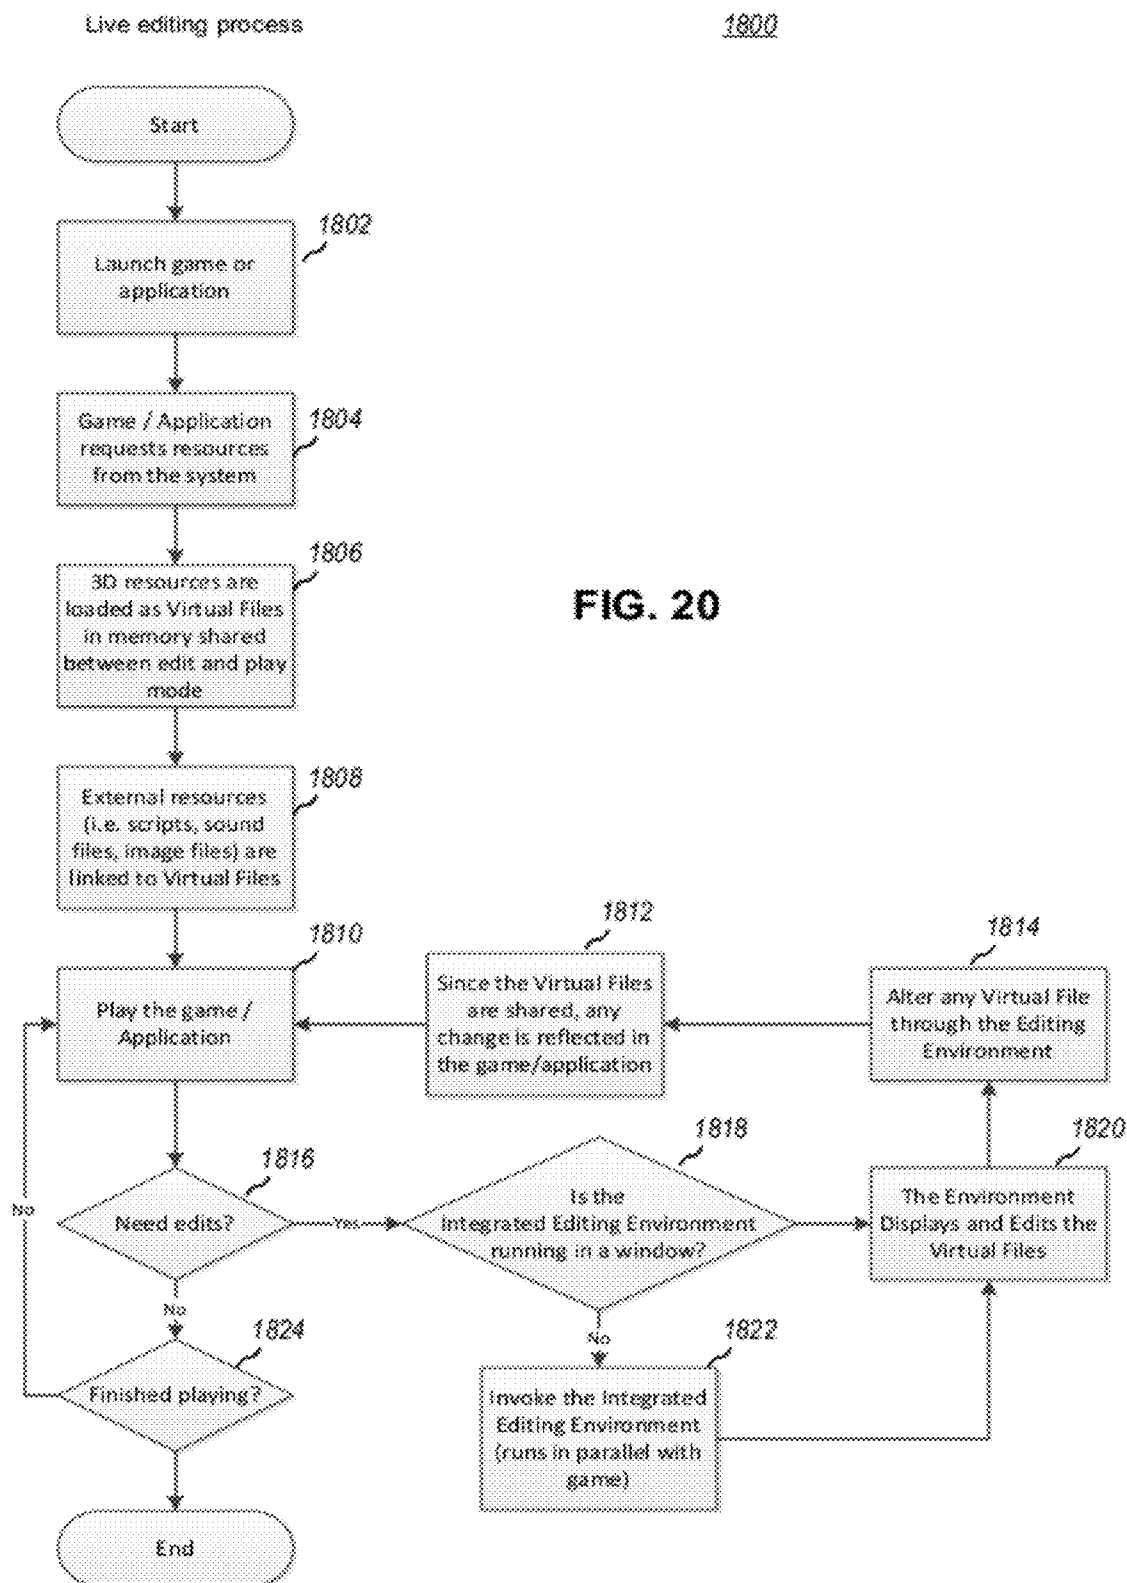 Live editing process
1800
Start
1802
Launch game or
application
1804
Game / Application
requests resources
from the system
1806
3D resources are
loaded as Virtual Files
in memory shared
between edit and play
mode
FIG. 20
1808
External resources
(i.e. scripts, sound
files, image files) are
linked to Virtual Files
1810
Play the game /
Application
1812
Since the Virtual Files
are shared, any
change is reflected in
the game/application
1814
Alter any Virtual File
through the Editing
Environment
1816
Need edits?
Yes
No
1818
Is the
Integrated Editing Environment
running in a window?
1820
The Environment
Displays and Edits the
Virtual Files
No
No
1824
Finished playing?
1822
Invoke the Integrated
Editing Environment
(runs in parallel with
game)
End